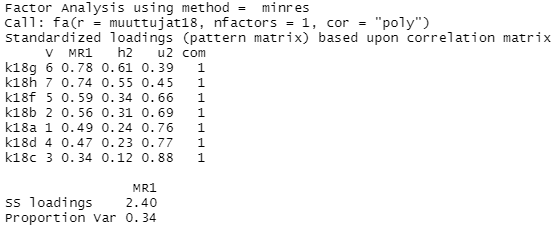 Factor Analysis using method =  minres
Call: fa(r = muuttujat18, nfactors = 1, cor = "poly")
Standardized loadings (pattern matrix) based upon correlation matrix
     V  MR1   h2   u2 com
k18g 6 0.78 0.61 0.39   1
k18h 7 0.74 0.55 0.45   1
k18f 5 0.59 0.34 0.66   1
k18b 2 0.56 0.31 0.69   1
k18a 1 0.49 0.24 0.76   1
k18d 4 0.47 0.23 0.77   1
k18c 3 0.34 0.12 0.88   1
                MR1
SS loadings    2.40
Proportion Var 0.34